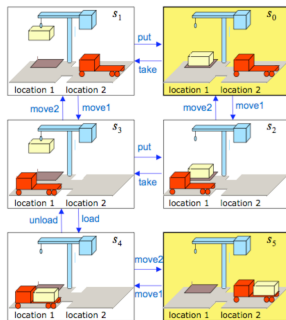 s₁
put
s₀
take
location 1 location 2
location 1 location 2
move2
move1
move2
move1
s₃
put
s₂
take
location 1 location 2
location 1 location 2
unload
load
s₄
move2
s₅
move1
location 1 location 2
location 1 location 2